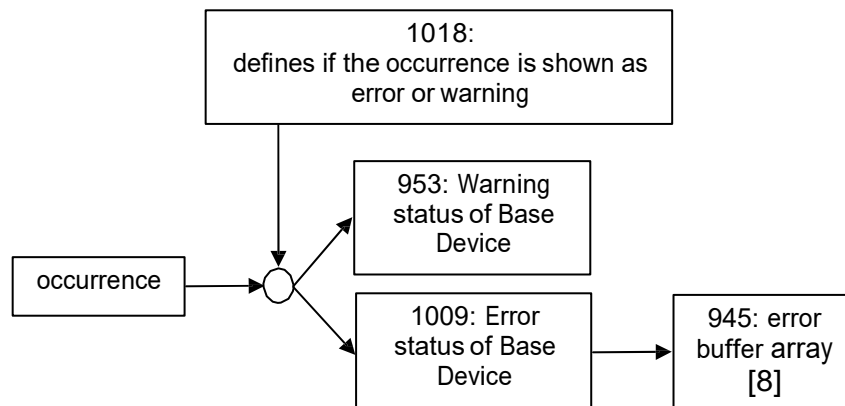 1018:
defines if the occurrence is shown as
error or warning
953: Warning
status of Base
Device
occurrence
1009: Error
status of Base
Device
945: error
buffer array
[8]